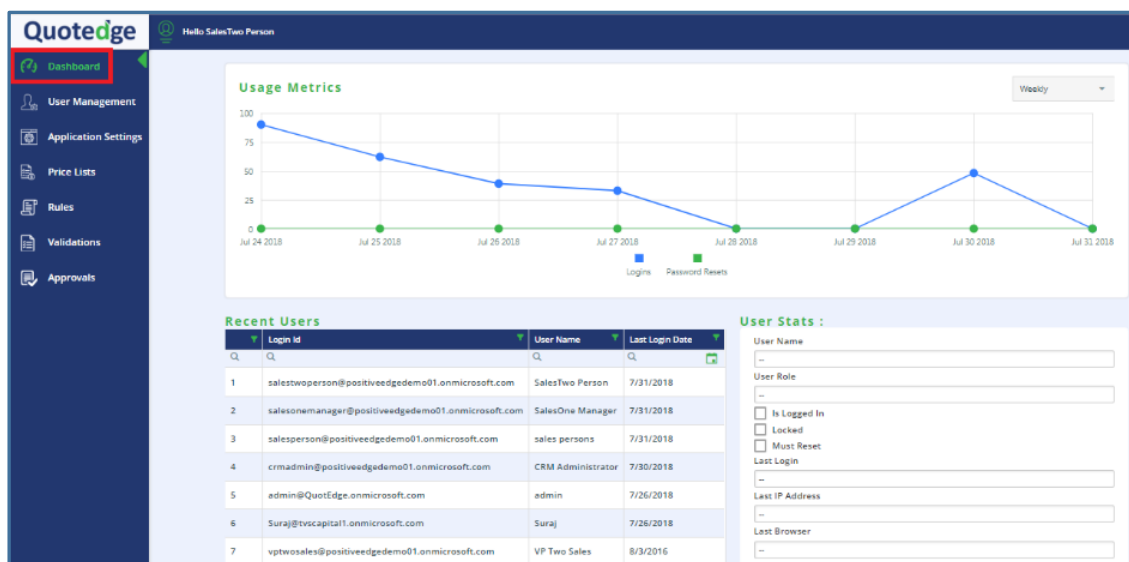 Quotedge
Hello SalesTwo Person
Dashboard
User Management
Application Settings
Price Lists
Rules
Validations
Approvals
Usage Metrics
Weekly
100
75
50
25
0
Jul 24 2018 Jul 25 2018 Jul 26 2018 Jul 27 2018 Jul 28 2018 Jul 29 2018 Jul 30 2018 Jul 31 2018
Logins Password Resets
Recent Users
Login Id User Name Last Login Date
1 salestwoperson@positiveedgedemo01.onmicrosoft.com SalesTwo Person 7/31/2018
2 salesonemanager@positiveedgedemo01.onmicrosoft.com SalesOne Manager 7/31/2018
3 salesperson@positiveedgedemo01.onmicrosoft.com sales persons 7/31/2018
4 crmadmin@positiveedgedemo01.onmicrosoft.com CRM Administrator 7/30/2018
5 admin@QuotEdge.onmicrosoft.com admin 7/26/2018
6 Suraj@tvscapital1.onmicrosoft.com Suraj 7/26/2018
7 vptwosales@positiveedgedemo01.onmicrosoft.com VP Two Sales 8/3/2016
User Stats :
User Name
--
User Role
--
Is Logged In
Locked
Must Reset
Last Login
--
Last IP Address
--
Last Browser
--